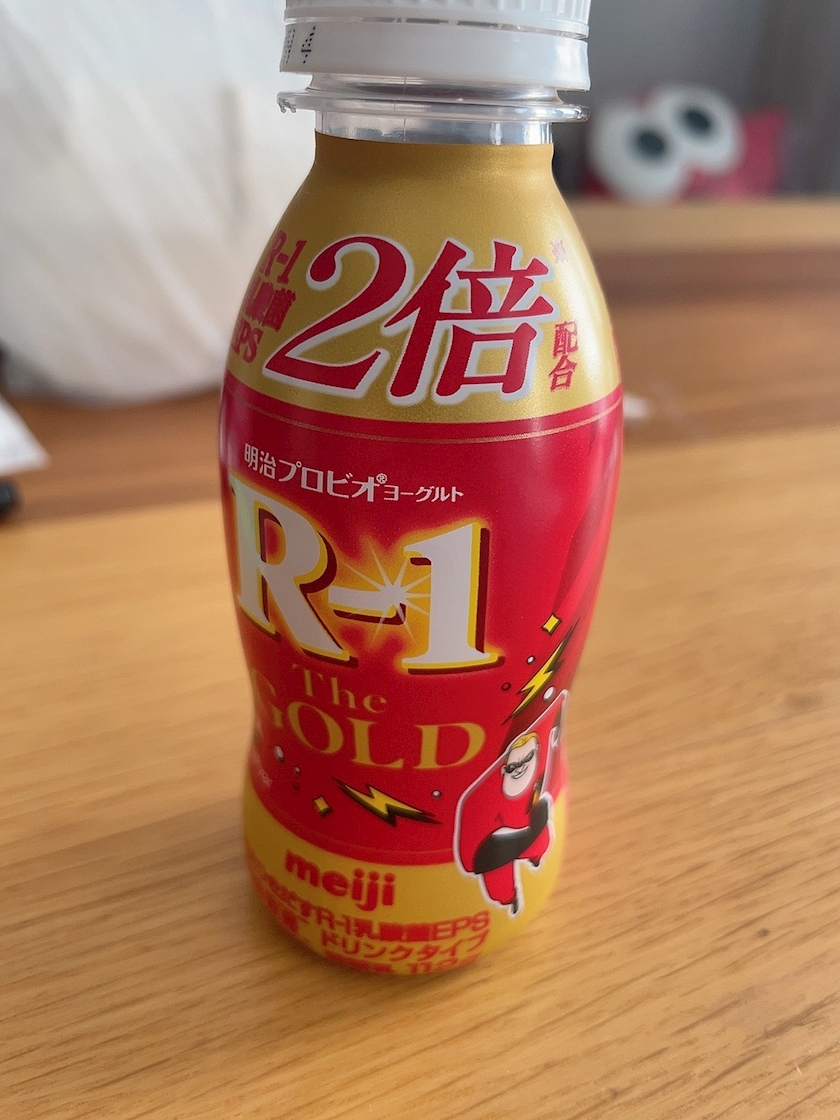 R-1
乳酸菌
EPS
2倍※
配合
明治プロビオ®ヨーグルト
R-1
The
GOLD
meiji
R-1乳酸菌EPS
ドリンクタイプ